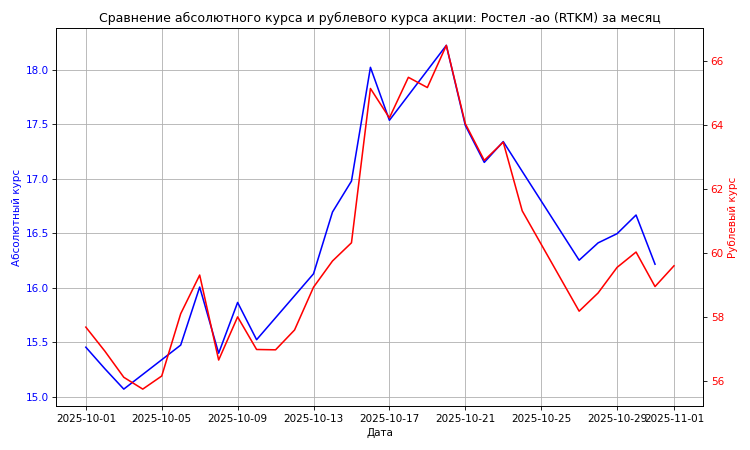 Сравнение абсолютного курса и рублевого курса акции: Ростел -ао (RTKM) за месяц
18.0
17.5
17.0
16.5
16.0
15.5
15.0
Абсолютный курс
66
64
62
60
58
56
Рублевый курс
2025-10-01 2025-10-05 2025-10-09 2025-10-13 2025-10-17 2025-10-21 2025-10-25 2025-10-29 2025-11-01
Дата